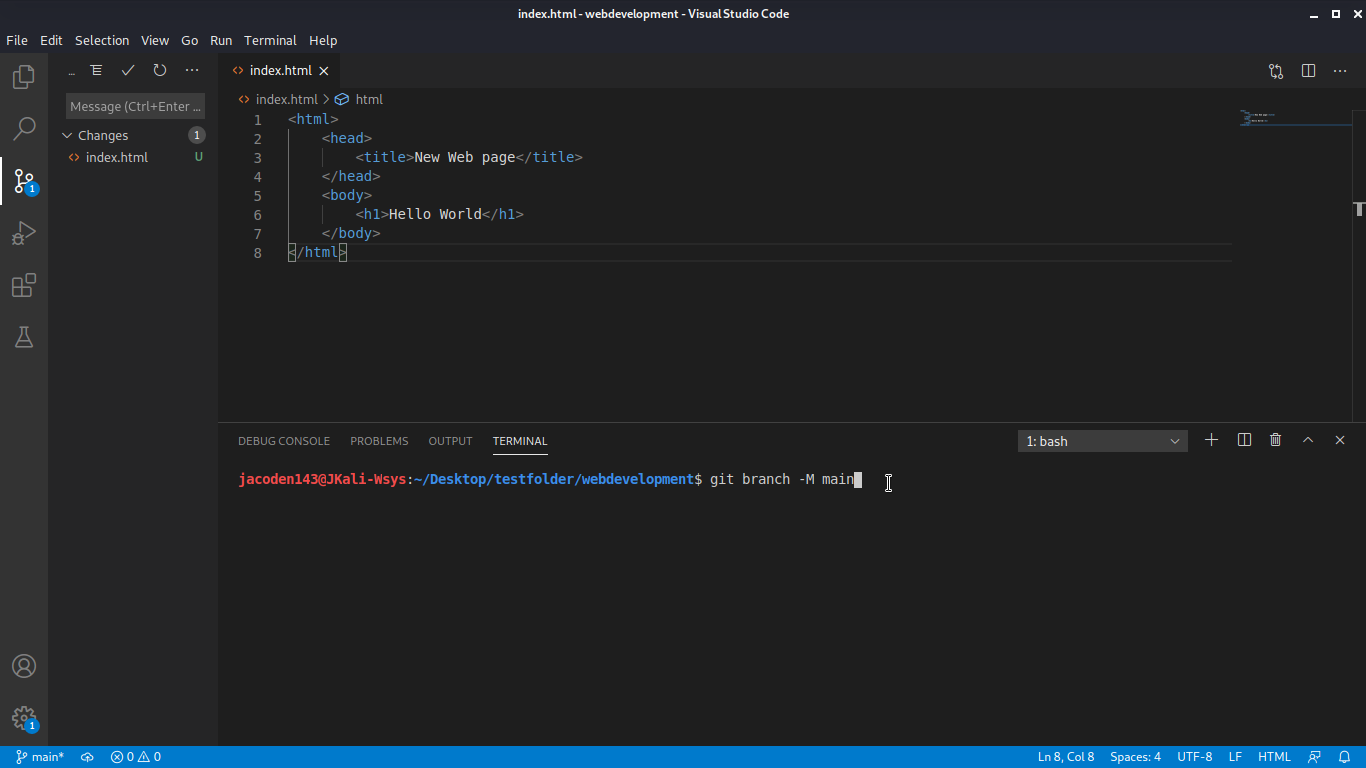 index.html - webdevelopment - Visual Studio Code
File Edit Selection View Go Run Terminal Help
...
Message (Ctrl+Enter ...
Changes 1
index.html U
1
1
index.html
index.html > html
1 <html>
2 <head>
3 <title>New Web page</title>
4 </head>
5 <body>
6 <h1>Hello World</h1>
7 </body>
8 </html>
DEBUG CONSOLE PROBLEMS OUTPUT TERMINAL 1: bash
jacoden143@JKali-Wsys:~/Desktop/testfolder/webdevelopment$ git branch -M main
main* 0 0 Ln 8, Col 8 Spaces: 4 UTF-8 LF HTML